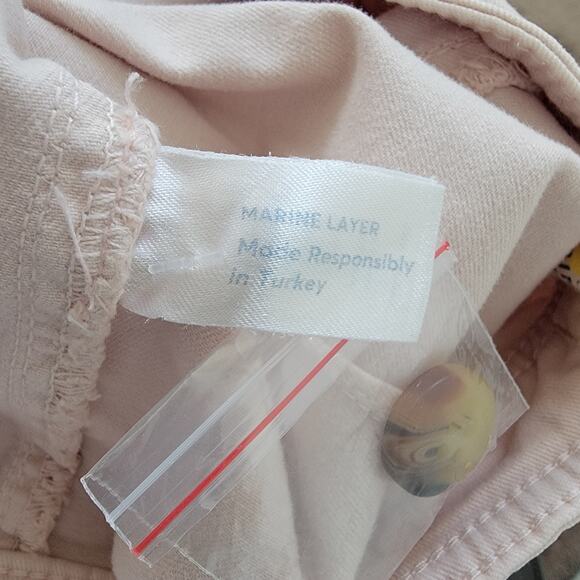 MARINE LAYER
Made Responsibly
in Turkey